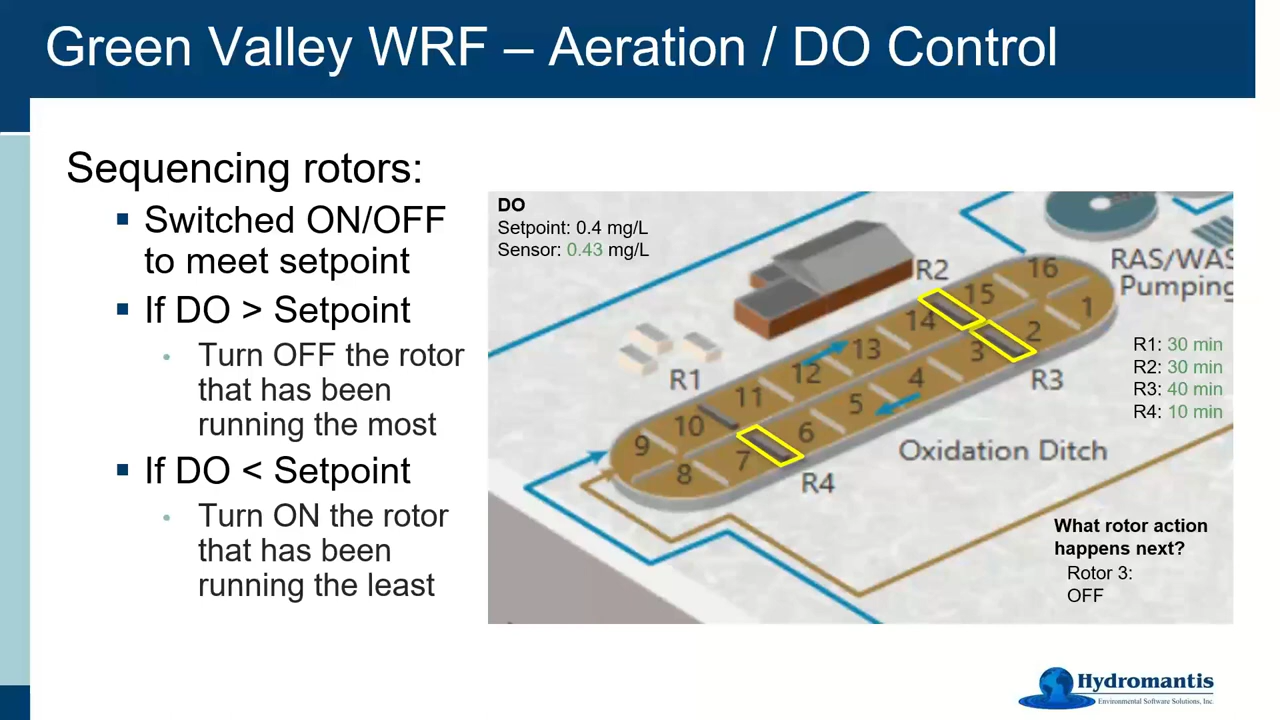 Green Valley WRF – Aeration / DO Control
Sequencing rotors:
▪ Switched ON/OFF
to meet setpoint
▪ If DO > Setpoint
• Turn OFF the rotor
that has been
running the most
▪ If DO < Setpoint
• Turn ON the rotor
that has been
running the least
DO
Setpoint: 0.4 mg/L
Sensor: 0.43 mg/L
R2
RAS/WAS
Pumping
16
15
1
14
2
13
3
R1
12
4
R3
11
5
10
6
9
7
8
R4
Oxidation Ditch
R1: 30 min
R2: 30 min
R3: 40 min
R4: 10 min
What rotor action
happens next?
Rotor 3:
OFF
Hydromantis
Environmental Software Solutions, Inc.